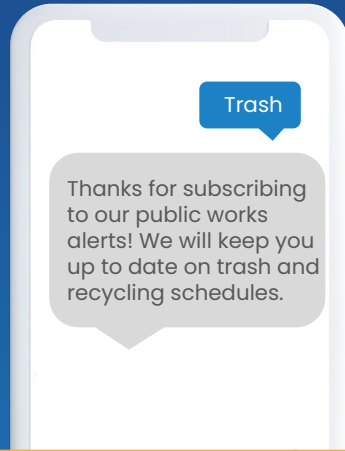 Trash
Thanks for subscribing
to our public works
alerts! We will keep you
up to date on trash and
recycling schedules.